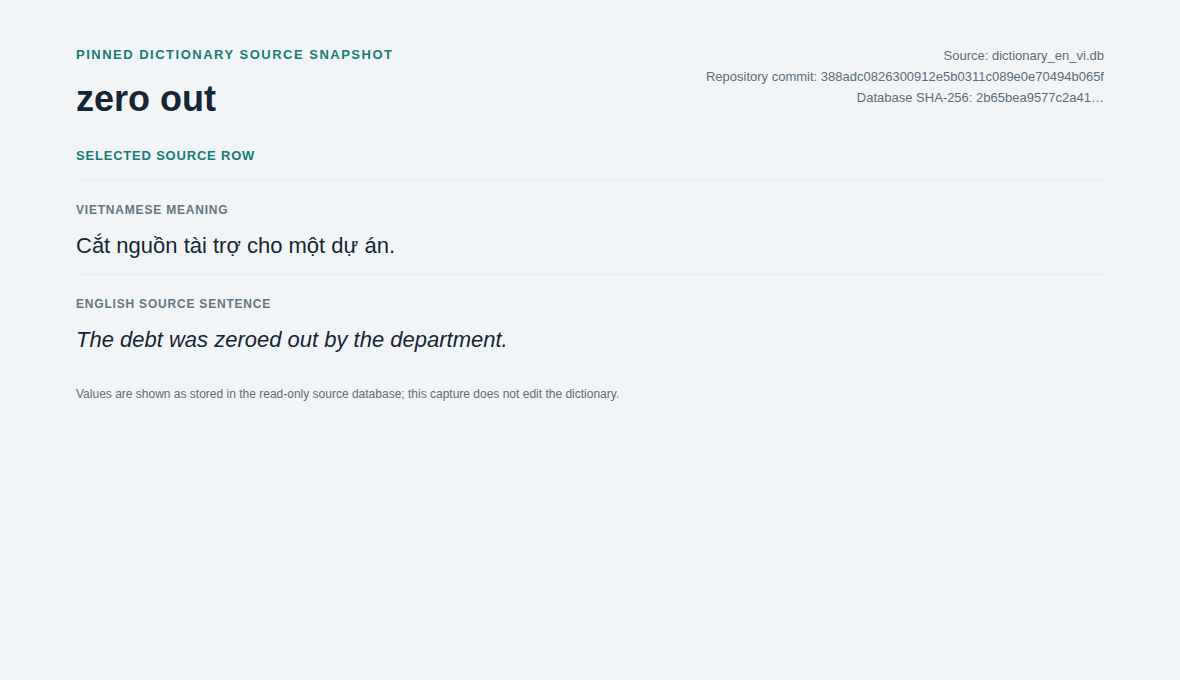 PINNED DICTIONARY SOURCE SNAPSHOT
zero out
Source: dictionary_en_vi.db
Repository commit: 388adc0826300912e5b0311c089e0e70494b065f
Database SHA-256: 2b65bea9577c2a41…
SELECTED SOURCE ROW
VIETNAMESE MEANING
Cắt nguồn tài trợ cho một dự án.
ENGLISH SOURCE SENTENCE
The debt was zeroed out by the department.
Values are shown as stored in the read-only source database; this capture does not edit the dictionary.